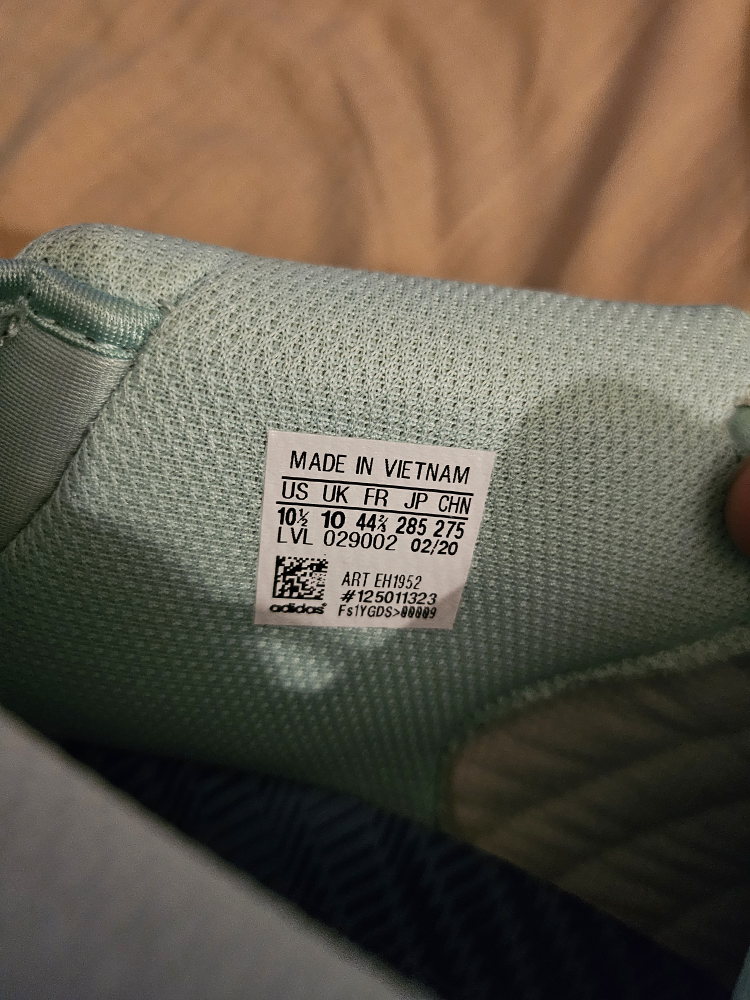 MADE IN VIETNAM
US UK FR JP CHN
10½ 10 44⅔ 285 275
LVL 029002 02/20
ART EH1952
#125011323
adidas Fs1YGDS>00009